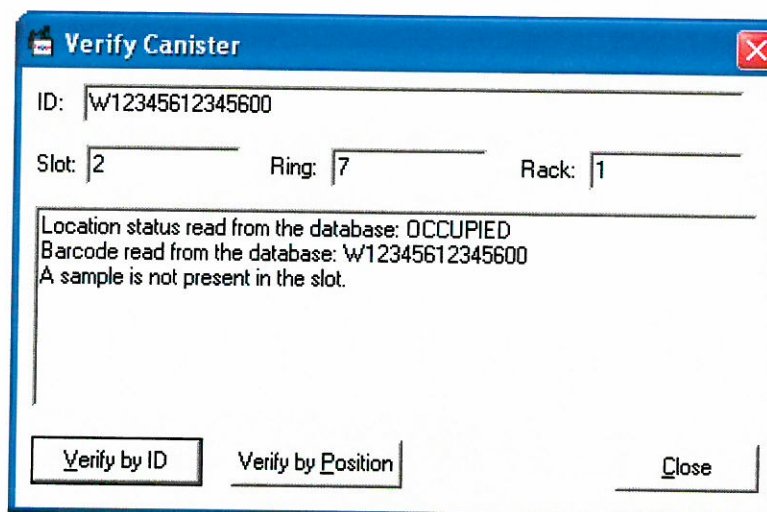 Verify Canister
ID: W12345612345600
Slot: 2 Ring: 7 Rack: 1
Location status read from the database: OCCUPIED
Barcode read from the database: W12345612345600
A sample is not present in the slot.
Verify by ID Verify by Position Close